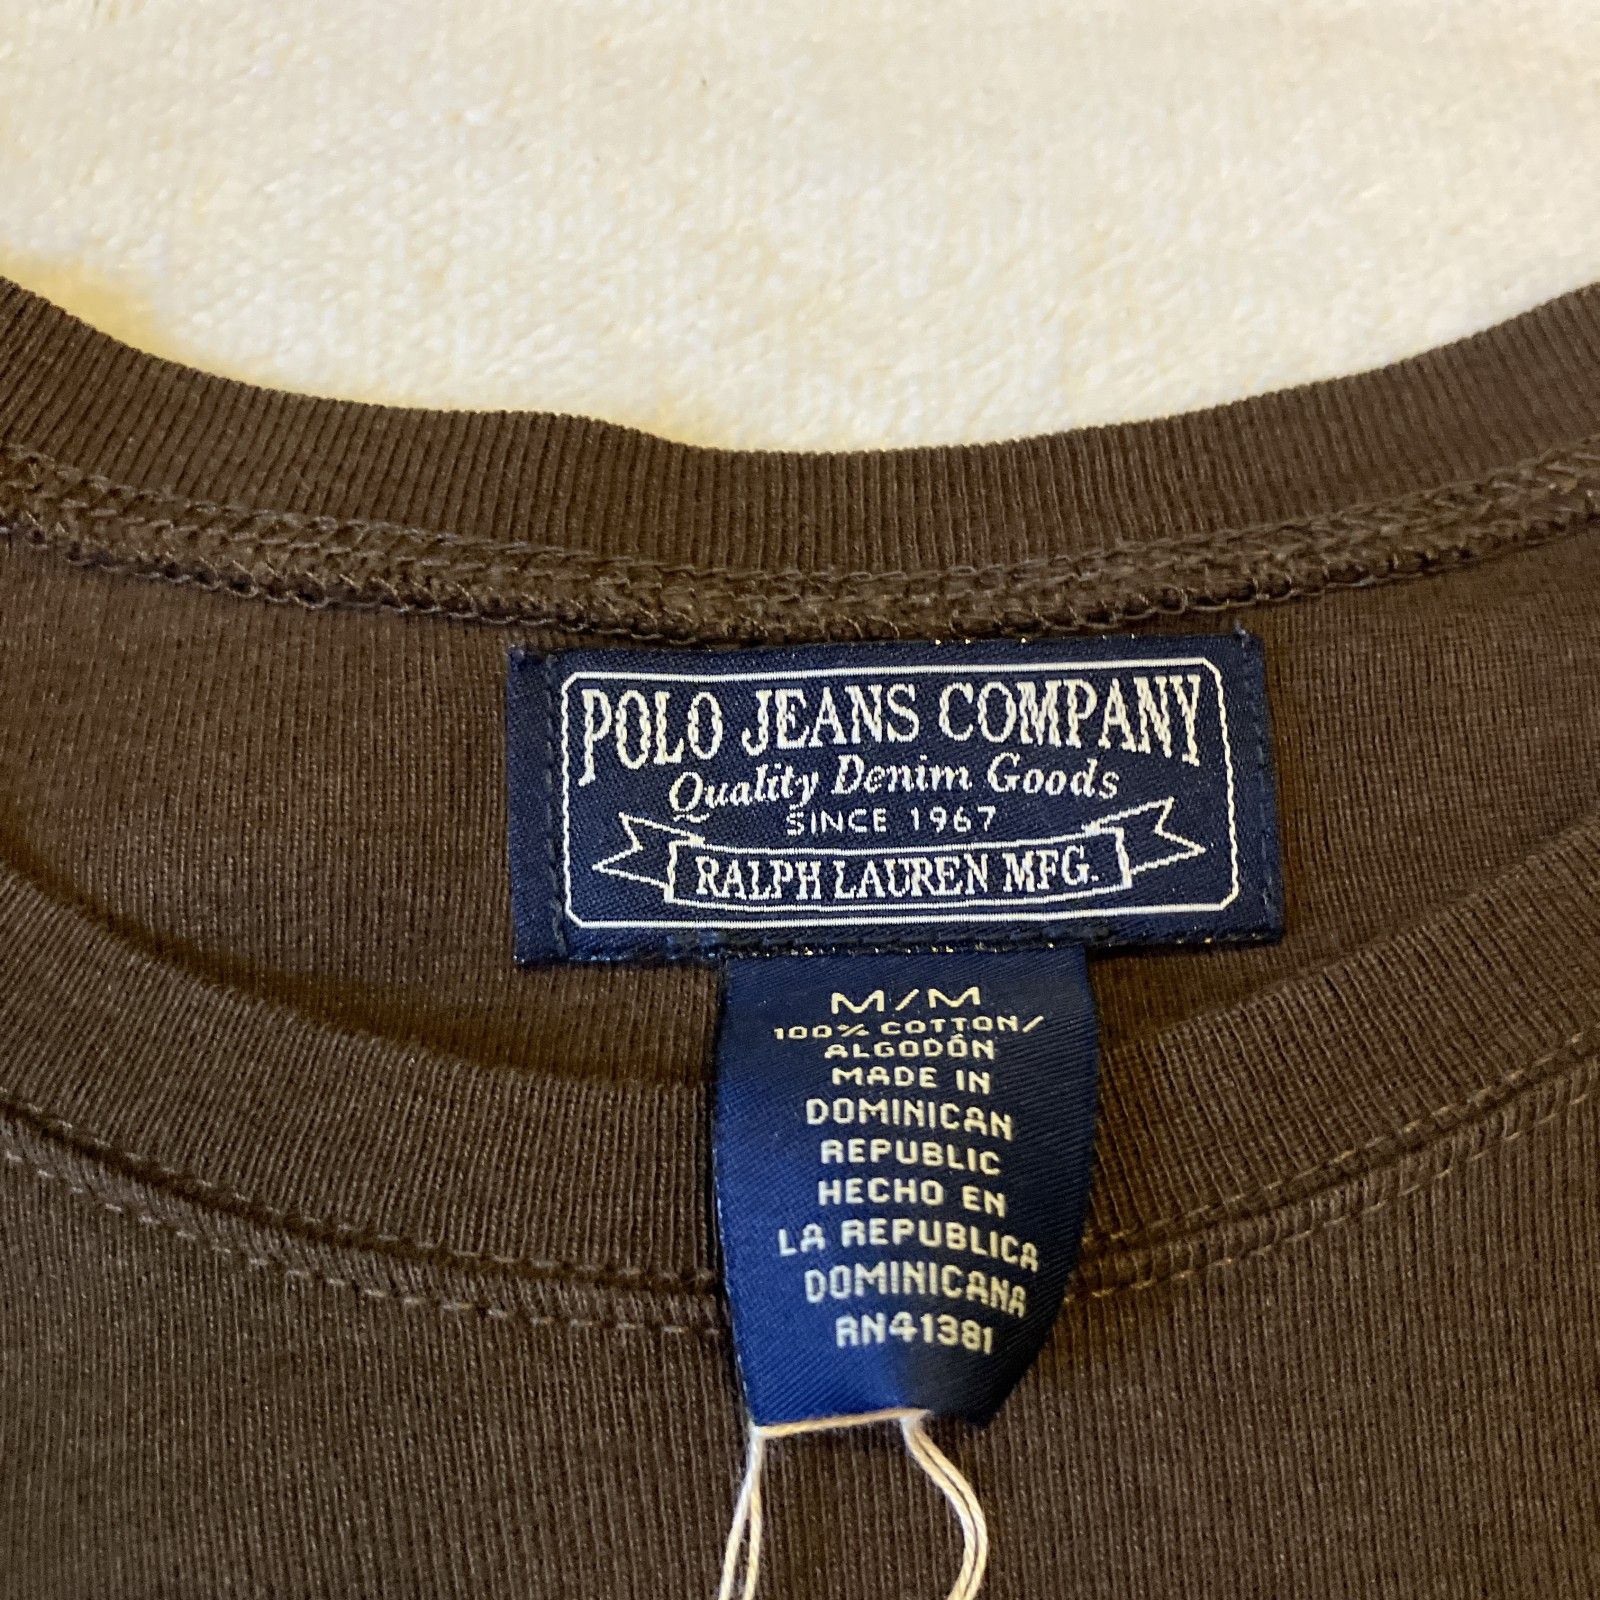 POLO JEANS COMPANY
Quality Denim Goods
SINCE 1967
RALPH LAUREN MFG.
M/M
100% COTTON/
ALGODÓN
MADE IN
DOMINICAN
REPUBLIC
HECHO EN
LA REPUBLICA
DOMINICANA
RN41381